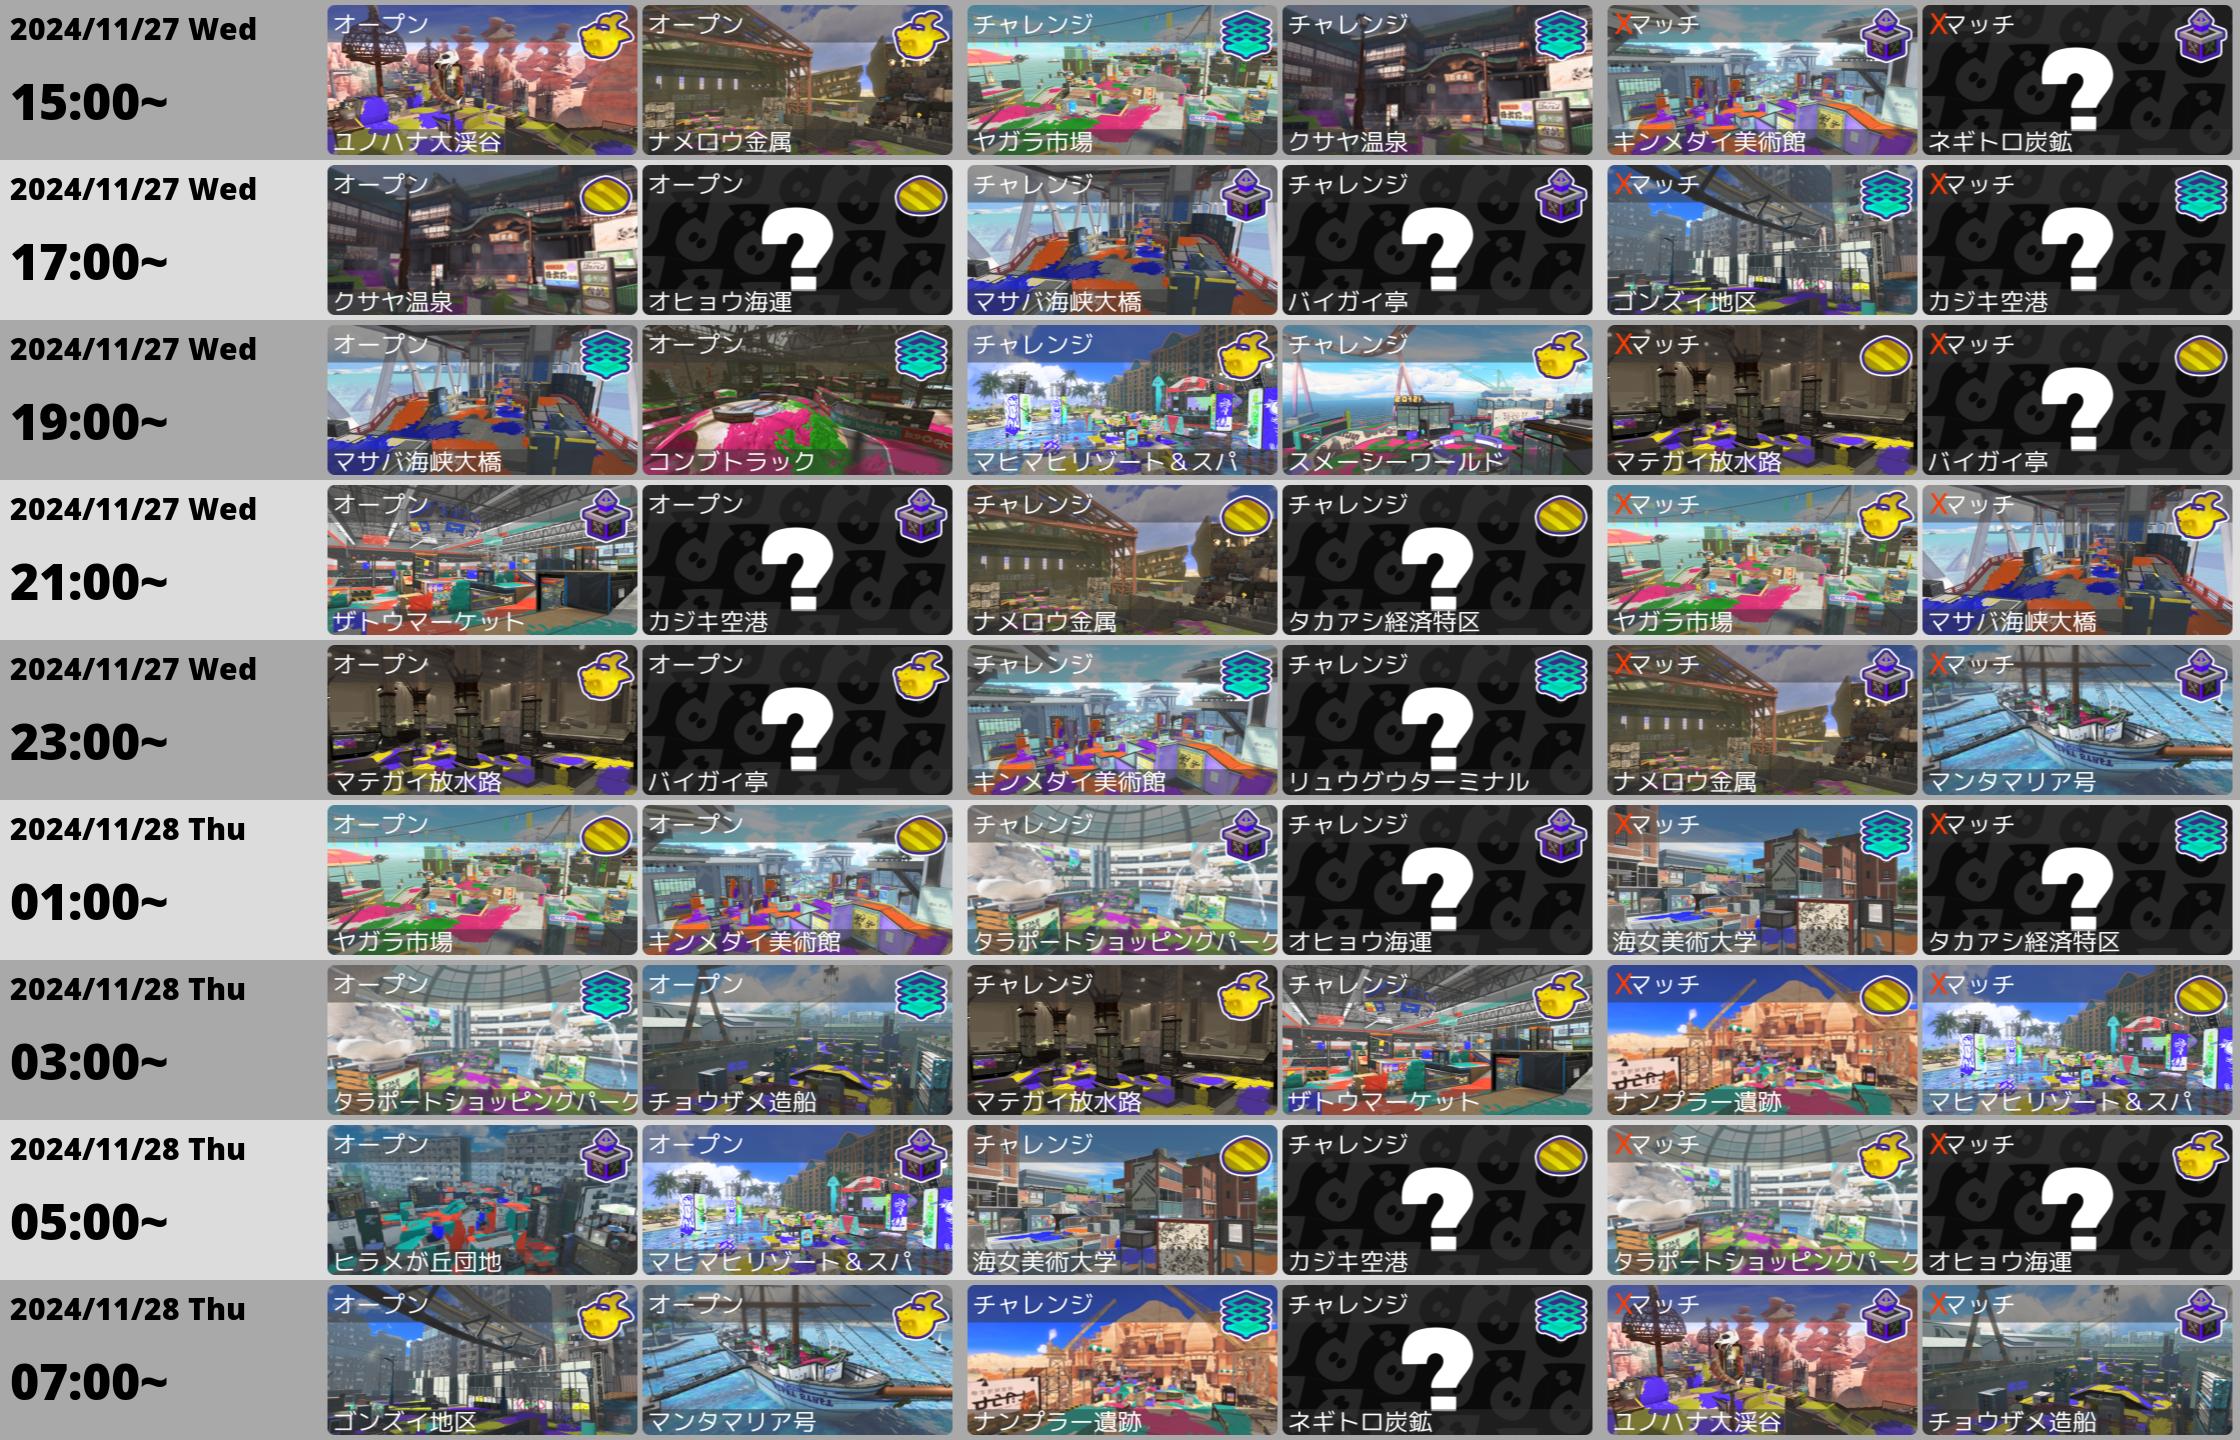 2024/11/27 Wed
15:00~
オープン
ユノハナ大渓谷
オープン
ナメロウ金属
チャレンジ
ヤガラ市場
チャレンジ
クサヤ温泉
Xマッチ
キンメダイ美術館
Xマッチ
?
ネギトロ炭鉱
2024/11/27 Wed
17:00~
オープン
クサヤ温泉
オープン
?
オヒョウ海運
チャレンジ
マサバ海峡大橋
チャレンジ
?
バイガイ亭
Xマッチ
ゴンズイ地区
Xマッチ
?
カジキ空港
2024/11/27 Wed
19:00~
オープン
マサバ海峡大橋
オープン
コンブトラック
チャレンジ
マヒマヒリゾート＆スパ
チャレンジ
スメーシーワールド
Xマッチ
マテガイ放水路
Xマッチ
?
バイガイ亭
2024/11/27 Wed
21:00~
オープン
ザトウマーケット
オープン
?
カジキ空港
チャレンジ
ナメロウ金属
チャレンジ
?
タカアシ経済特区
Xマッチ
ヤガラ市場
Xマッチ
マサバ海峡大橋
2024/11/27 Wed
23:00~
オープン
マテガイ放水路
オープン
?
バイガイ亭
チャレンジ
キンメダイ美術館
チャレンジ
?
リュウグウターミナル
Xマッチ
ナメロウ金属
Xマッチ
マンタマリア号
2024/11/28 Thu
01:00~
オープン
ヤガラ市場
オープン
キンメダイ美術館
チャレンジ
タラポートショッピングパーク
チャレンジ
?
オヒョウ海運
Xマッチ
海女美術大学
Xマッチ
?
タカアシ経済特区
2024/11/28 Thu
03:00~
オープン
タラポートショッピングパーク
オープン
チョウザメ造船
チャレンジ
マテガイ放水路
チャレンジ
ザトウマーケット
Xマッチ
ナンプラー遺跡
Xマッチ
マヒマヒリゾート＆スパ
2024/11/28 Thu
05:00~
オープン
ヒラメが丘団地
オープン
マヒマヒリゾート＆スパ
チャレンジ
海女美術大学
チャレンジ
?
カジキ空港
Xマッチ
タラポートショッピングパーク
Xマッチ
?
オヒョウ海運
2024/11/28 Thu
07:00~
オープン
ゴンズイ地区
オープン
マンタマリア号
チャレンジ
ナンプラー遺跡
チャレンジ
?
ネギトロ炭鉱
Xマッチ
ユノハナ大渓谷
Xマッチ
チョウザメ造船